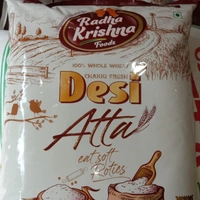 Radha
Krishna
Foods
100% WHOLE WHEAT
CHAKKI FRESH
Desi
Atta
eat soft
Roties